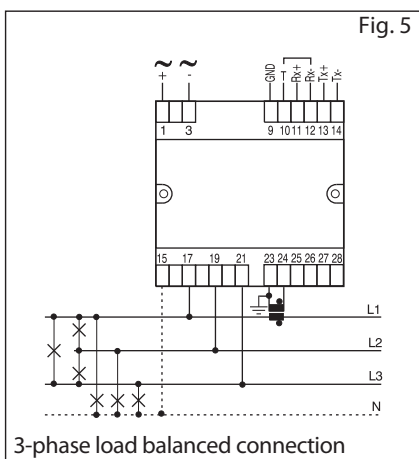 Fig. 5
~ ~
+ -
GND T Rx+ Rx- Tx+ Tx-
1 3 9 10 11 12 13 14
15 17 19 21 23 24 25 26 27 28
L1
L2
L3
N
3-phase load balanced connection